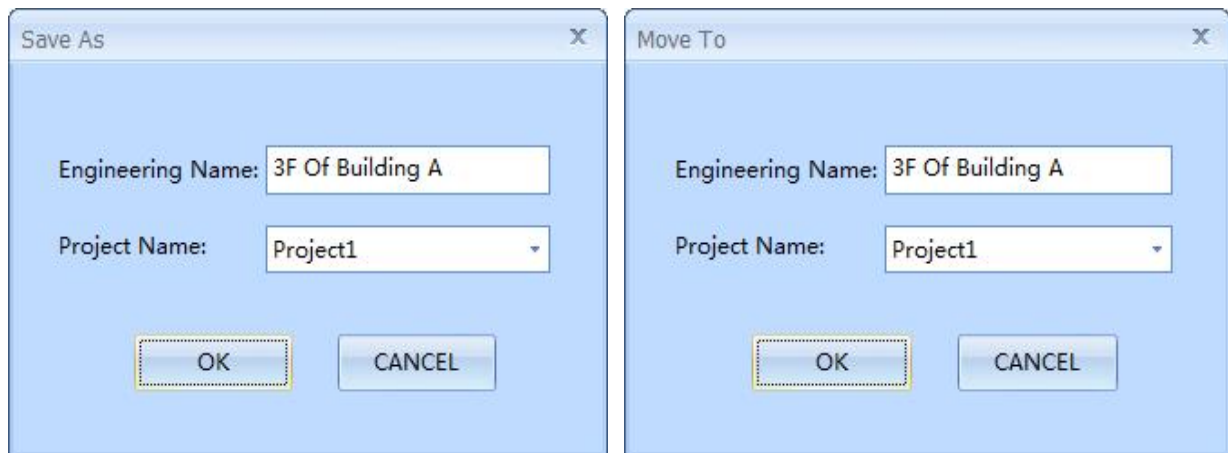 Save As
X
Engineering Name: 3F Of Building A
Project Name: Project1
OK CANCEL
Move To
X
Engineering Name: 3F Of Building A
Project Name: Project1
OK CANCEL